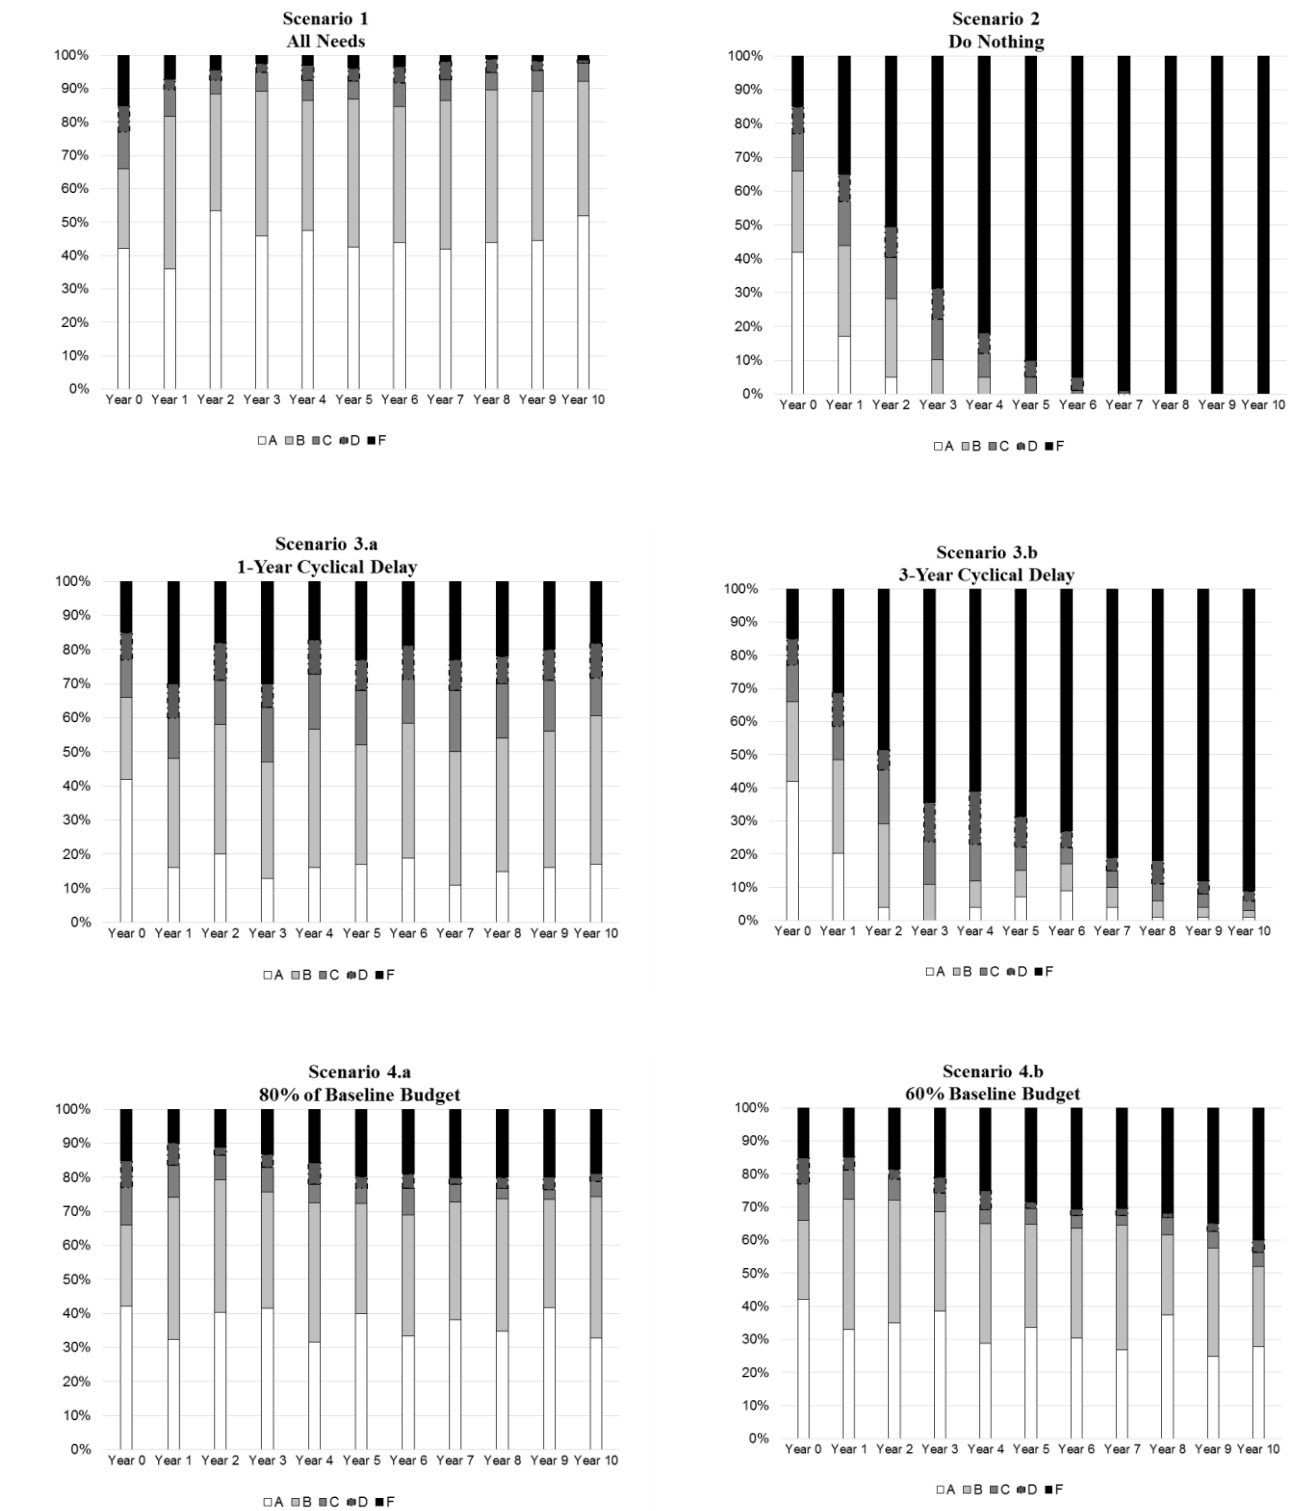 Scenario 1
All Needs
100%
90%
80%
70%
60%
50%
40%
30%
20%
10%
0%
Year 0 Year 1 Year 2 Year 3 Year 4 Year 5 Year 6 Year 7 Year 8 Year 9 Year 10
A B C D F
Scenario 2
Do Nothing
100%
90%
80%
70%
60%
50%
40%
30%
20%
10%
0%
Year 0 Year 1 Year 2 Year 3 Year 4 Year 5 Year 6 Year 7 Year 8 Year 9 Year 10
A B C D F
Scenario 3.a
1-Year Cyclical Delay
100%
90%
80%
70%
60%
50%
40%
30%
20%
10%
0%
Year 0 Year 1 Year 2 Year 3 Year 4 Year 5 Year 6 Year 7 Year 8 Year 9 Year 10
A B C D F
Scenario 3.b
3-Year Cyclical Delay
100%
90%
80%
70%
60%
50%
40%
30%
20%
10%
0%
Year 0 Year 1 Year 2 Year 3 Year 4 Year 5 Year 6 Year 7 Year 8 Year 9 Year 10
A B C D F
Scenario 4.a
80% of Baseline Budget
100%
90%
80%
70%
60%
50%
40%
30%
20%
10%
0%
Year 0 Year 1 Year 2 Year 3 Year 4 Year 5 Year 6 Year 7 Year 8 Year 9 Year 10
A B C D F
Scenario 4.b
60% Baseline Budget
100%
90%
80%
70%
60%
50%
40%
30%
20%
10%
0%
Year 0 Year 1 Year 2 Year 3 Year 4 Year 5 Year 6 Year 7 Year 8 Year 9 Year 10
A B C D F